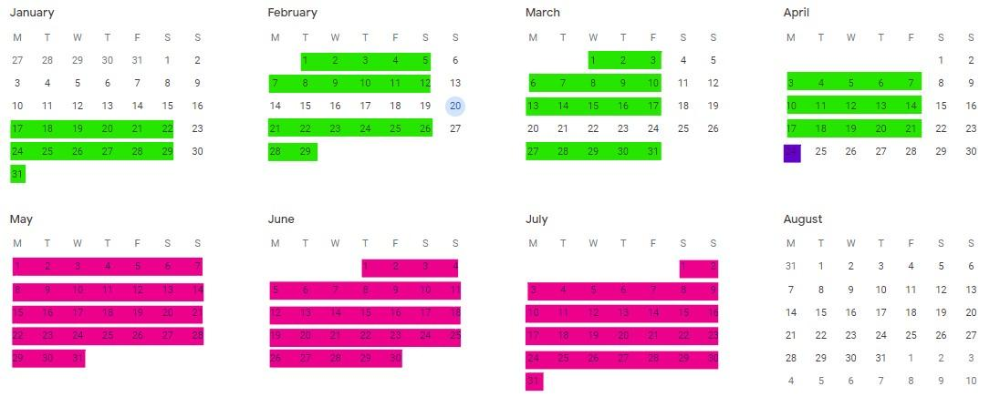 January
M T W T F S S
27 28 29 30 31 1 2
3 4 5 6 7 8 9
10 11 12 13 14 15 16
17 18 19 20 21 22 23
24 25 26 27 28 29 30
31
February
M T W T F S S
1 2 3 4 5 6
7 8 9 10 11 12 13
14 15 16 17 18 19 20
21 22 23 24 25 26 27
28 29
March
M T W T F S S
1 2 3 4 5
6 7 8 9 10 11 12
13 14 15 16 17 18 19
20 21 22 23 24 25 26
27 28 29 30 31
April
M T W T F S S
1 2
3 4 5 6 7 8 9
10 11 12 13 14 15 16
17 18 19 20 21 22 23
25 26 27 28 29 30
May
M T W T F S S
1 2 3 4 5 6 7
8 9 10 11 12 13 14
15 16 17 18 19 20 21
22 23 24 25 26 27 28
29 30 31
June
M T W T F S S
1 2 3 4
5 6 7 8 9 10 11
12 13 14 15 16 17 18
19 20 21 22 23 24 25
26 27 28 29 30
July
M T W T F S S
1 2
3 4 5 6 7 8 9
10 11 12 13 14 15 16
17 18 19 20 21 22 23
24 25 26 27 28 29 30
31
August
M T W T F S S
31 1 2 3 4 5 6
7 8 9 10 11 12 13
14 15 16 17 18 19 20
21 22 23 24 25 26 27
28 29 30 31 1 2 3
4 5 6 7 8 9 10